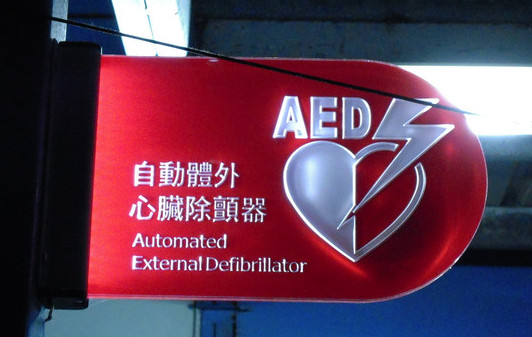 AED
自動體外
心臟除顫器
Automated
External Defibrillator